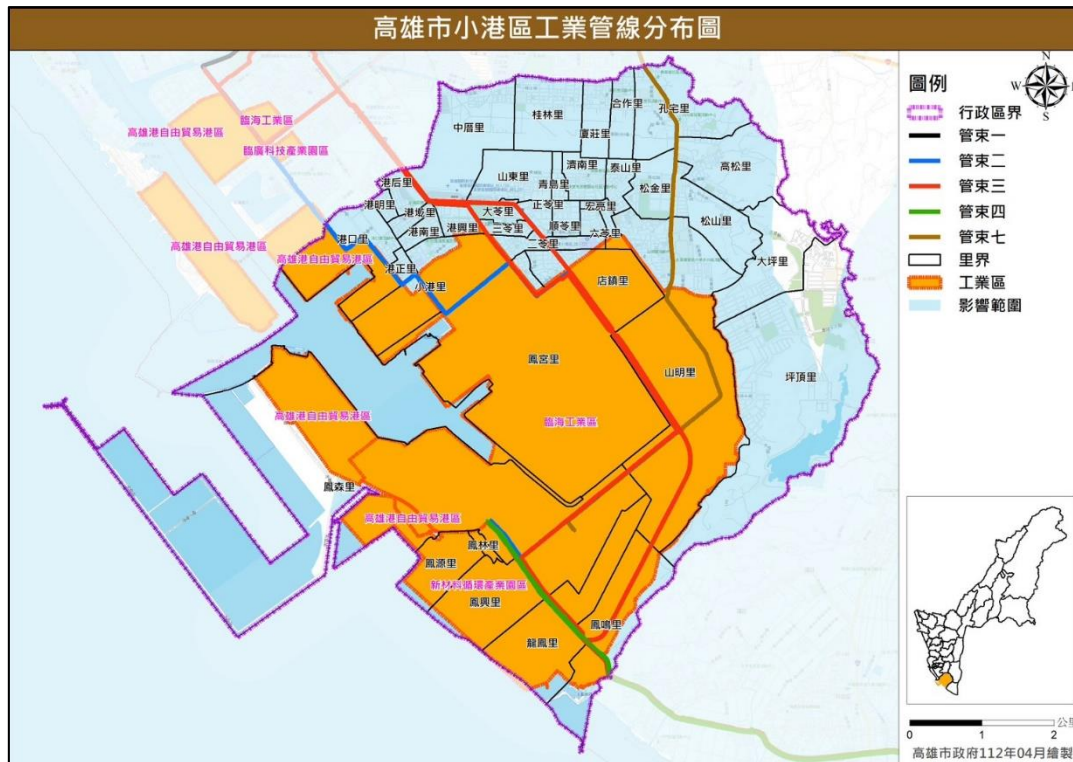 高雄市小港區工業管線分布圖
圖例
N
W
S
行政區界
管束一
管束二
管束三
管束四
管束七
里界
工業區
影響範圍
高雄港自由貿易港區
臨海工業區
臨廣科技產業園區
高雄港自由貿易港區
高雄港自由貿易港區
合作里
孔宅里
桂林里
中厝里
廈莊里
高松里
濟南里
泰山里
山東里
青島里
松金里
港后里
港明里
港墘里
大苓里
正苓里
宏亮里
松山里
港南里
港興里
三苓里
順苓里
六苓里
港口里
二苓里
大坪里
港正里
小港里
店鎮里
鳳宮里
山明里
坪頂里
高雄港自由貿易港區
臨海工業區
鳳森里
高雄港自由貿易港區
鳳林里
鳳源里
新材料循環產業園區
鳳興里
鳳鳴里
龍鳳里
公里
0 1 2
高雄市政府112年04月繪製